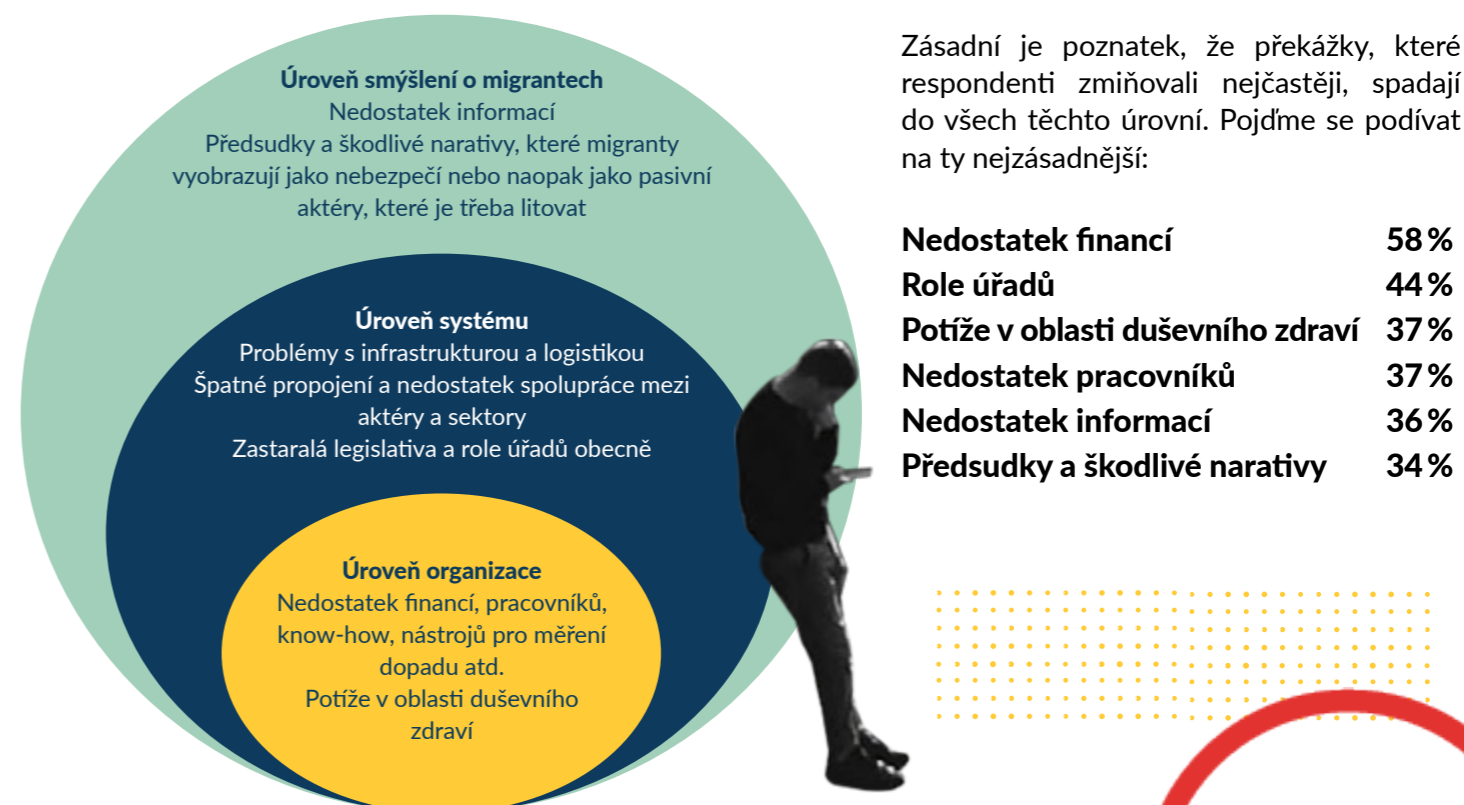 Úroveň smýšlení o migrantech
Nedostatek informací
Předsudky a škodlivé narativy, které migranty
vyobrazují jako nebezpečí nebo naopak jako pasivní
aktéry, které je třeba litovat
Úroveň systému
Problémy s infrastrukturou a logistikou
Špatné propojení a nedostatek spolupráce mezi
aktéry a sektory
Zastaralá legislativa a role úřadů obecně
Úroveň organizace
Nedostatek financí, pracovníků,
know-how, nástrojů pro měření
dopadu atd.
Potíže v oblasti duševního
zdraví
Zásadní je poznatek, že překážky, které
respondenti zmiňovali nejčastěji, spadají
do všech těchto úrovní. Pojďme se podívat
na ty nejzásadnější:
Nedostatek financí 58 %
Role úřadů 44 %
Potíže v oblasti duševního zdraví 37 %
Nedostatek pracovníků 37 %
Nedostatek informací 36 %
Předsudky a škodlivé narativy 34 %